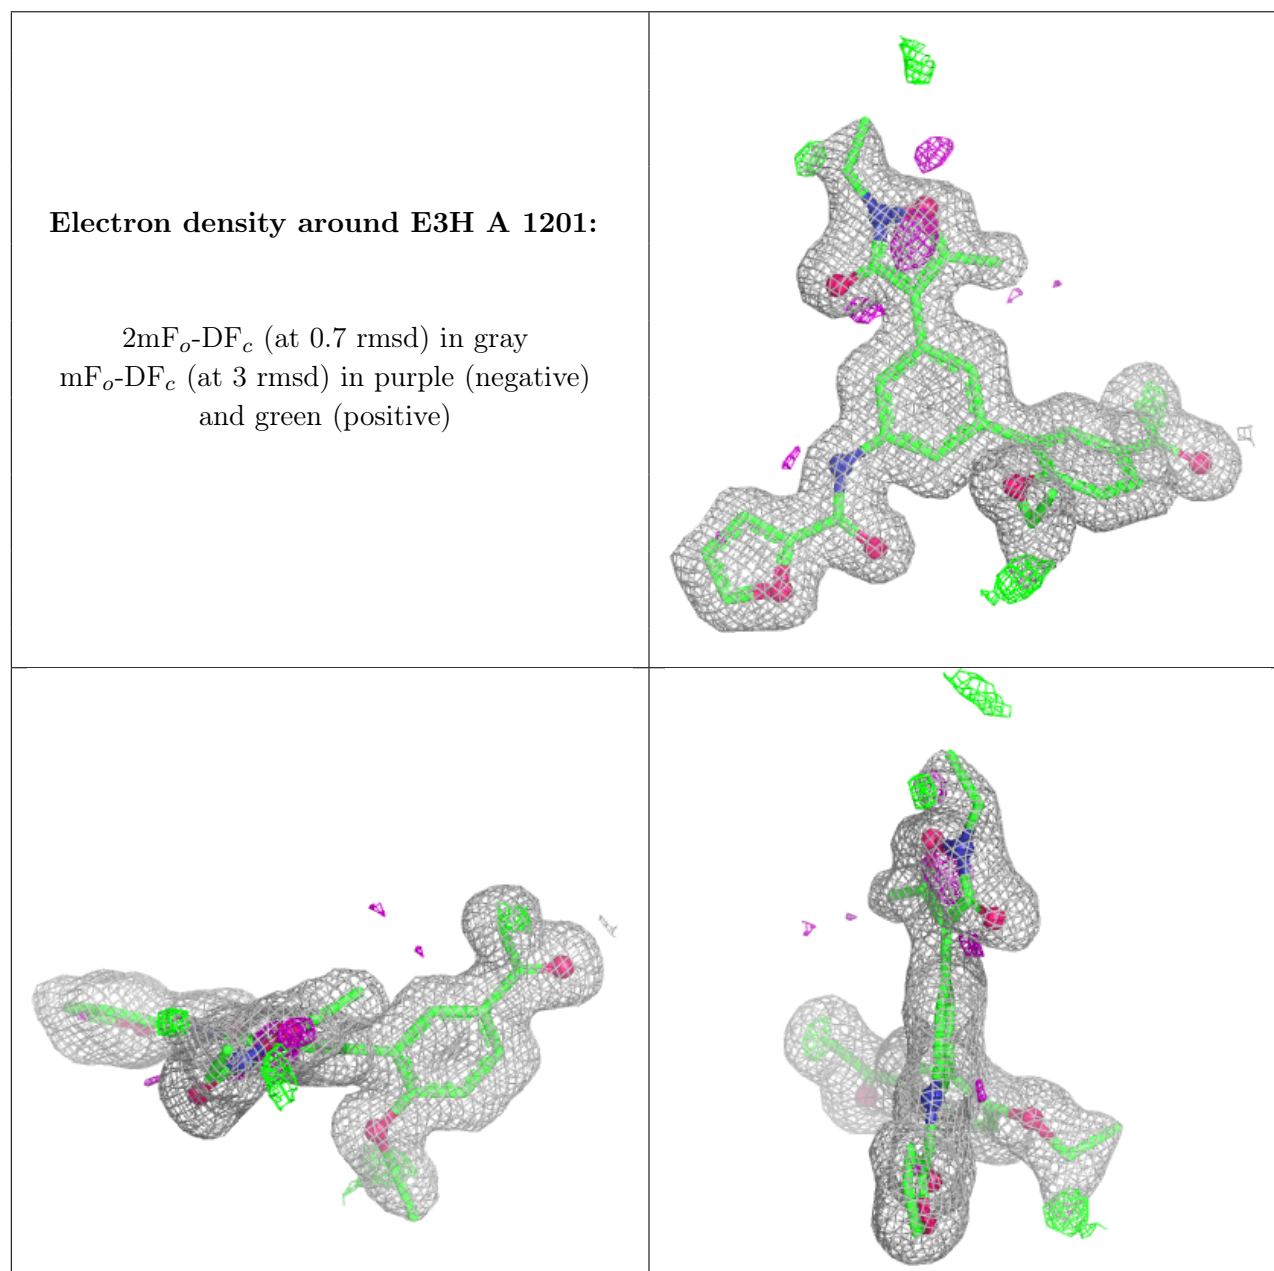 Electron density around E3H A 1201:
2mFo-DFc (at 0.7 rmsd) in gray
mFo-DFc (at 3 rmsd) in purple (negative)
and green (positive)